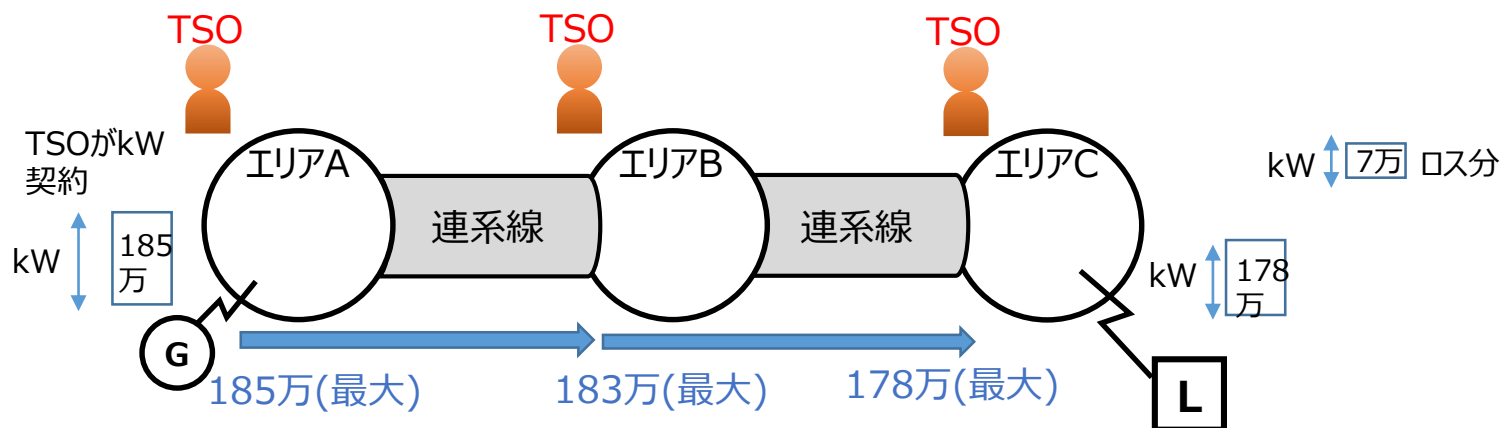 TSO
TSO
TSO
TSOがkW
契約
kW
185
万
エリアA
連系線
エリアB
連系線
エリアC
kW
7万
ロス分
kW
178
万
G
185万(最大)
183万(最大)
178万(最大)
L